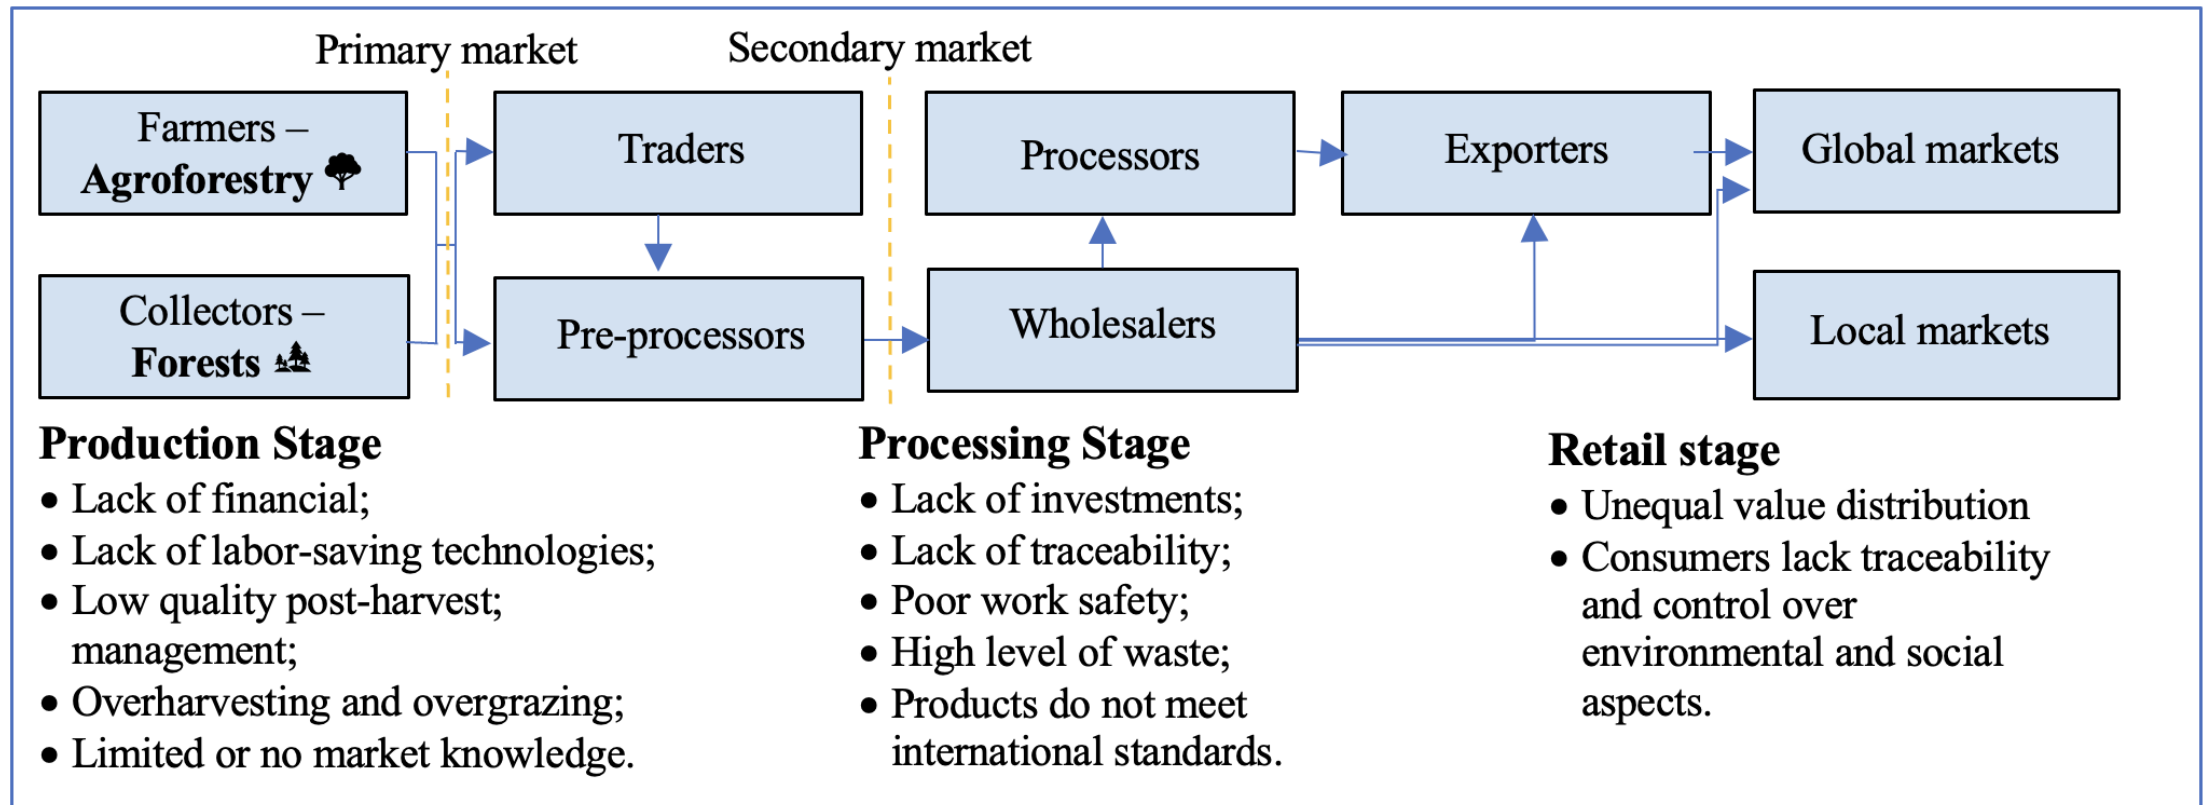 Primary market
Secondary market
Farmers –
Agroforestry
Traders
Processors
Exporters
Global markets
Collectors –
Forests
Pre-processors
Wholesalers
Local markets
Production Stage
• Lack of financial;
• Lack of labor-saving technologies;
• Low quality post-harvest;
management;
• Overharvesting and overgrazing;
• Limited or no market knowledge.
Processing Stage
• Lack of investments;
• Lack of traceability;
• Poor work safety;
• High level of waste;
• Products do not meet
international standards.
Retail stage
• Unequal value distribution
• Consumers lack traceability
and control over
environmental and social
aspects.